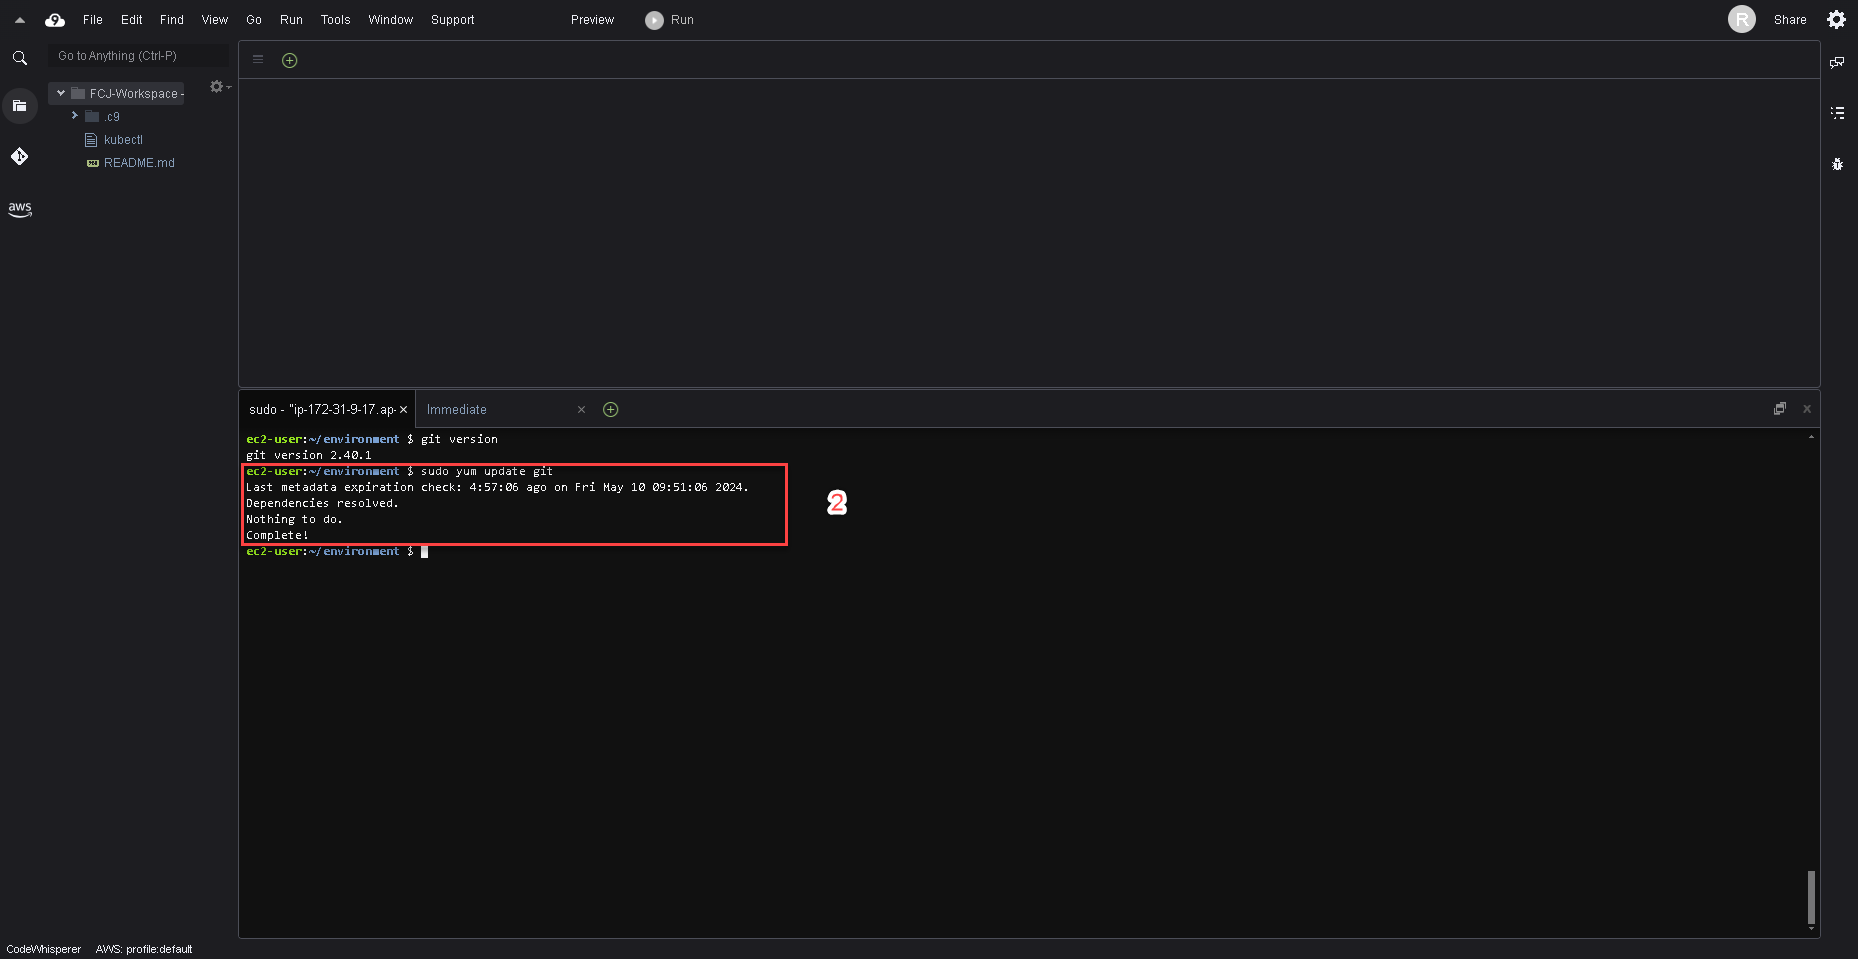 9 File Edit Find View Go Run Tools Window Support Preview Run R Share
Go to Anything (Ctrl-P)
FCJ-Workspace -
.c9
kubectl
README.md
aws
sudo - "ip-172-31-9-17.ap- Immediate
ec2-user:~/environment $ git version
git version 2.40.1
ec2-user:~/environment $ sudo yum update git
Last metadata expiration check: 4:57:06 ago on Fri May 10 09:51:06 2024.
Dependencies resolved.
Nothing to do.
Complete!
ec2-user:~/environment $
2
CodeWhisperer AWS: profile:default